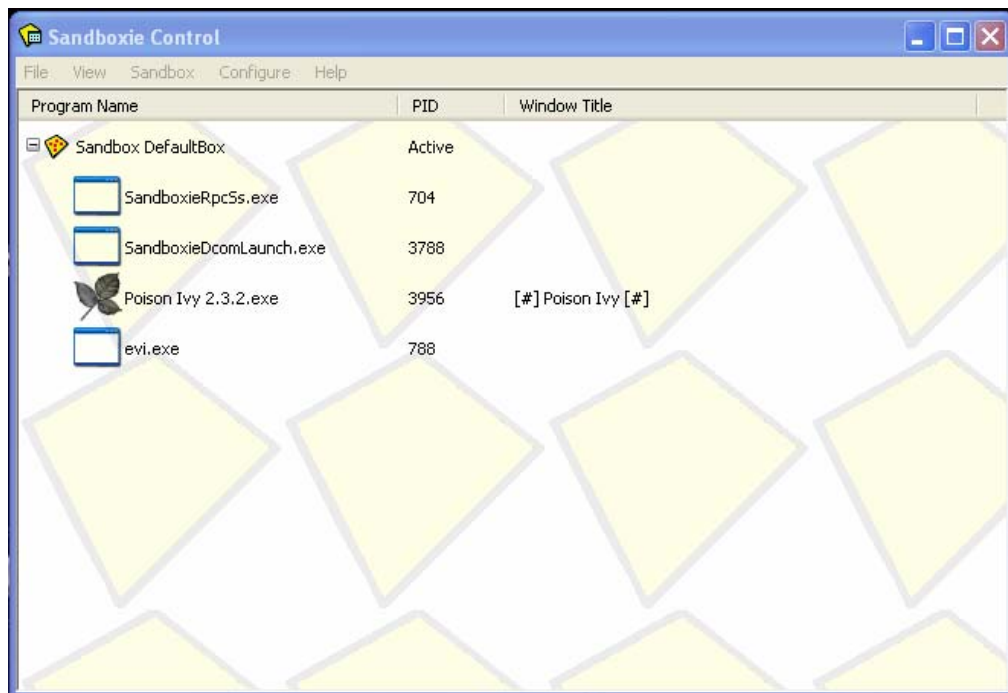 Sandboxie Control
File View Sandbox Configure Help
Program Name PID Window Title
Sandbox DefaultBox Active
SandboxieRpcSs.exe 704
SandboxieDcomLaunch.exe 3788
Poison Ivy 2.3.2.exe 3956 [#] Poison Ivy [#]
evi.exe 788